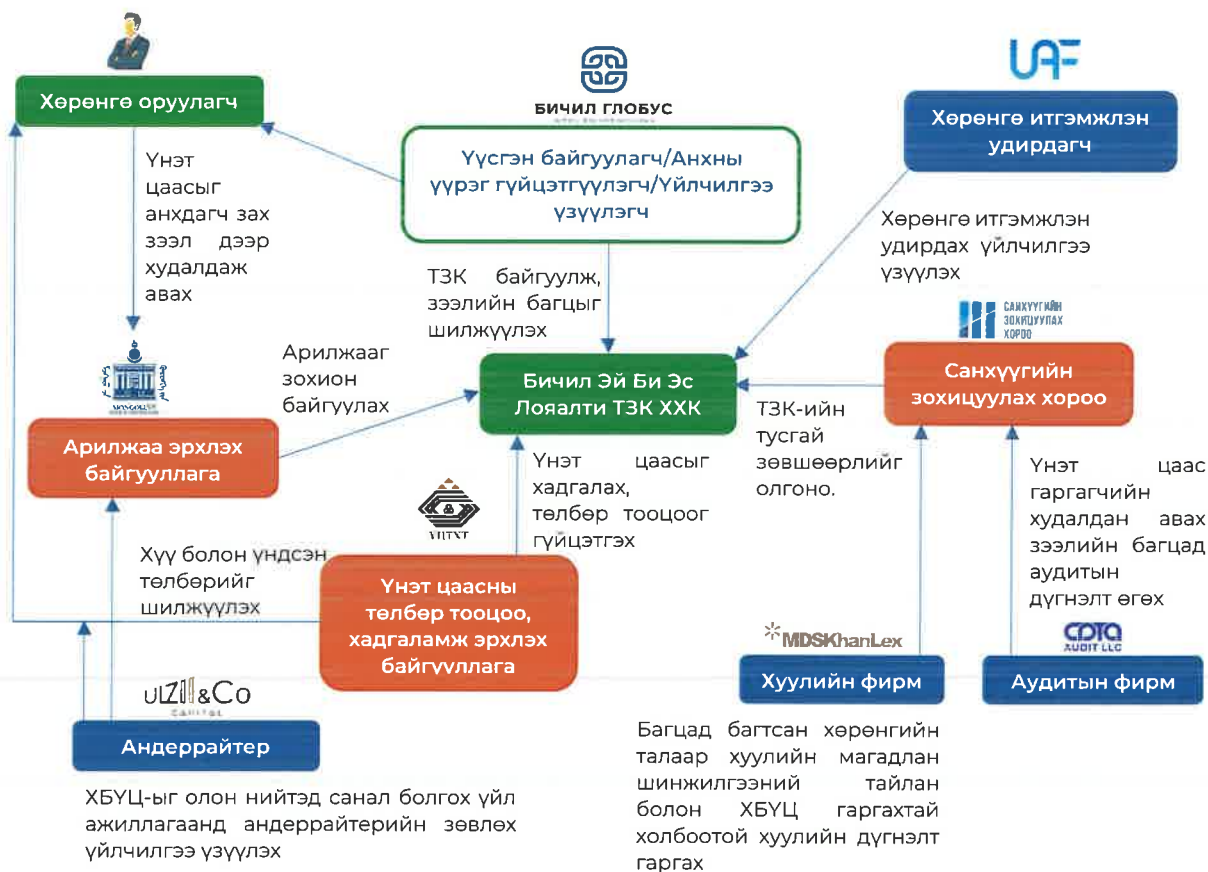 Хөрөнгө оруулагч
БИЧИЛ ГЛОБУС
Үүсгэн байгуулагч/Анхны
үүрэг гүйцэтгүүлэгч/Үйлчилгээ
үзүүлэгч
UAF
Хөрөнгө итгэмжлэн
удирдагч
Үнэт
цаасыг
анхдагч зах
зээл дээр
худалдаж
авах
ТЗК байгуулж,
зээлийн багцыг
шилжүүлэх
Хөрөнгө итгэмжлэн
удирдах үйлчилгээ
үзүүлэх
САНХҮҮГИЙН
ЗОХИЦУУЛАХ
ХОРОО
Арилжааг
зохион
байгуулах
Бичил Эй Би Эс
Лояалти ТЗК ХХК
Санхүүгийн
зохицуулах хороо
Арилжаа эрхлэх
байгууллага
ТЗК-ийн
тусгай
зөвшөөрлийг
олгоно.
Үнэт цаасыг
хадгалах,
төлбөр тооцоог
гүйцэтгэх
Үнэт цаас
гаргагчийн
худалдан авах
зээлийн багцад
аудитын
дүгнэлт өгөх
ҮЦТХТ
Хүү болон үндсэн
төлбөрийг
шилжүүлэх
Үнэт цаасны
төлбөр тооцоо,
хадгаламж эрхлэх
байгууллага
MDSKhanLex
Хуулийн фирм
AUDIT LLC
Аудитын фирм
ULZII&Co
CAPITAL
Андеррайтер
ХБҮЦ-ыг олон нийтэд санал болгох үйл
ажиллагаанд андеррайтерийн зөвлөх
үйлчилгээ үзүүлэх
Багцад багтсан хөрөнгийн
талаар хуулийн магадлан
шинжилгээний тайлан
болон ХБҮЦ гаргахтай
холбоотой хуулийн дүгнэлт
гаргах